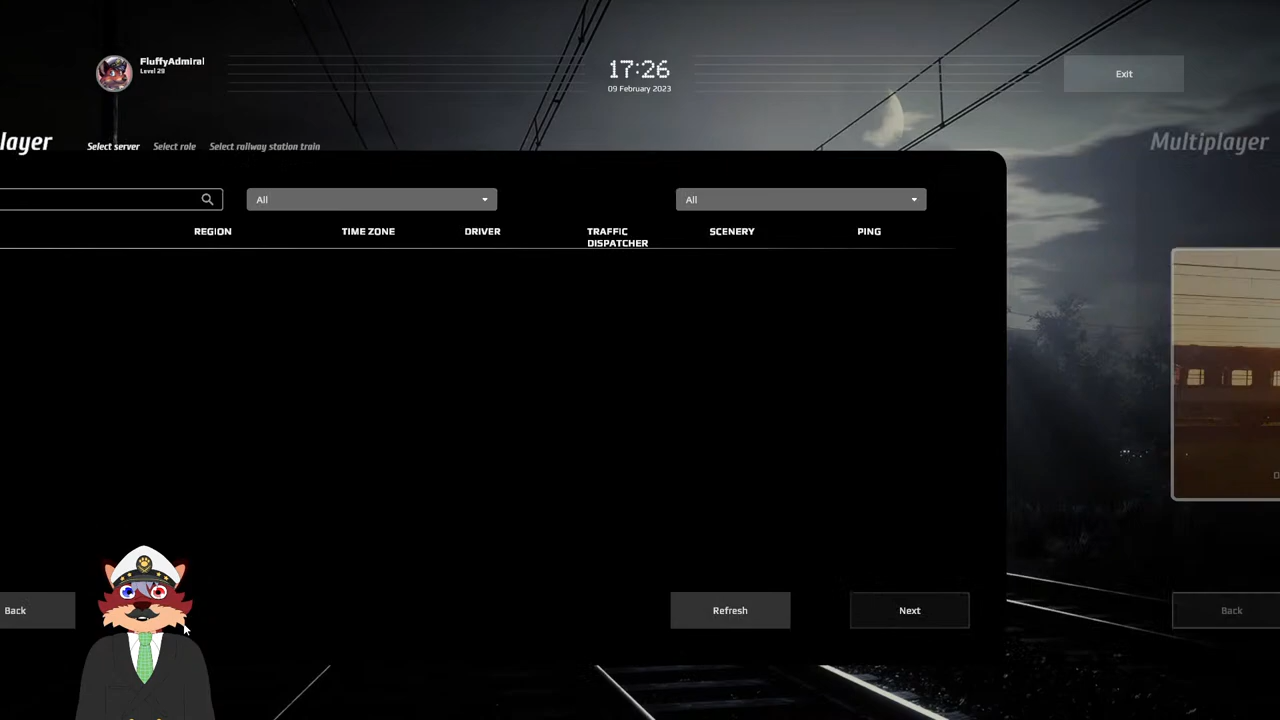 FluffyAdmiral
Level 29
17:26
09 February 2023
Exit
layer
Select server
Select role
Select railway station train
Multiplayer
All
All
REGION
TIME ZONE
DRIVER
TRAFFIC
DISPATCHER
SCENERY
PING
D
Back
Refresh
Next
Back